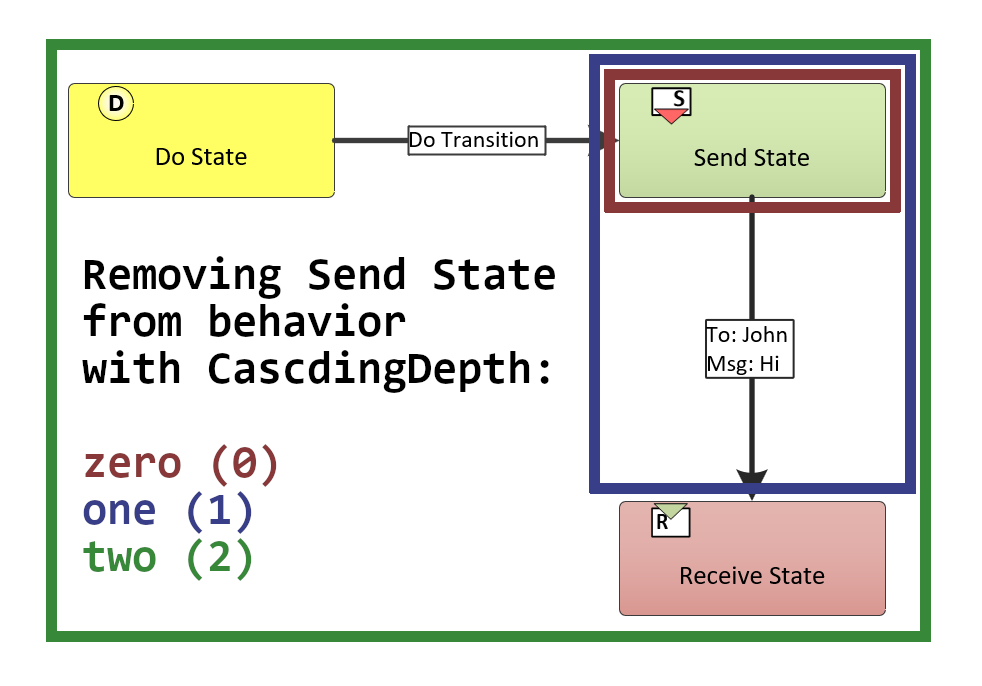 D
Do State
Do Transition
S
Send State
Removing Send State
from behavior
with CascdingDepth:
To: John
Msg: Hi
zero (0)
one (1)
two (2)
R
Receive State